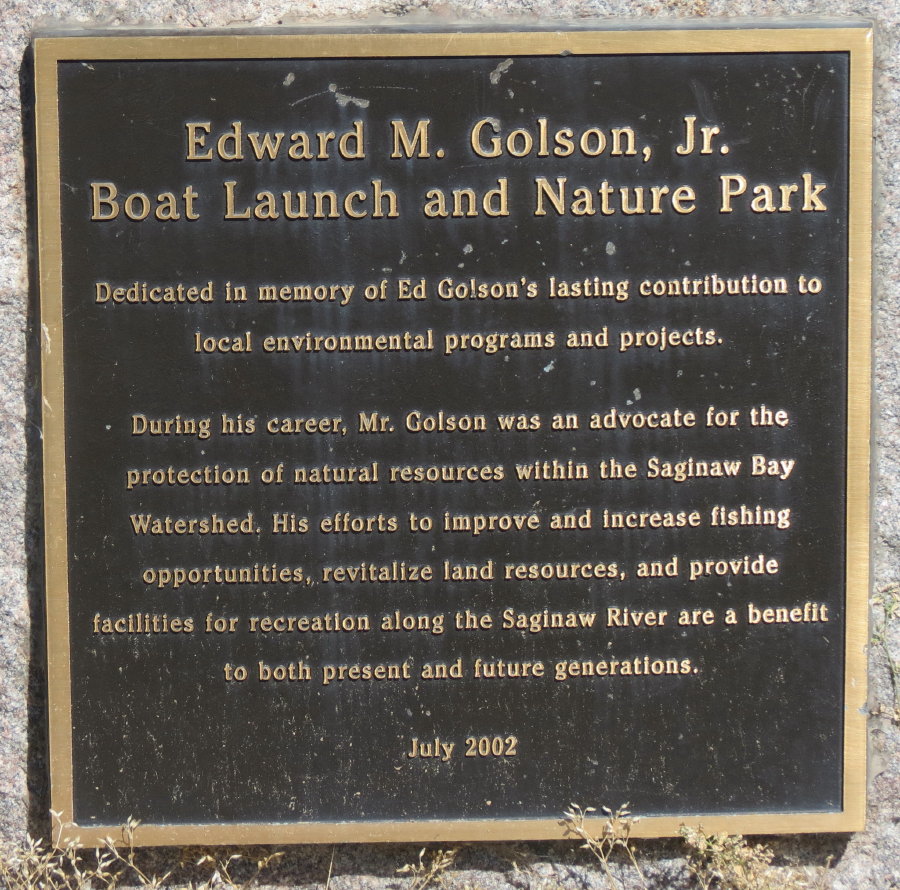 Edward M. Golson, Jr.
Boat Launch and Nature Park
Dedicated in memory of Ed Golson's lasting contribution to
local environmental programs and projects.
During his career, Mr. Golson was an advocate for the
protection of natural resources within the Saginaw Bay
Watershed. His efforts to improve and increase fishing
opportunities, revitalize land resources, and provide
facilities for recreation along the Saginaw River are a benefit
to both present and future generations.
July 2002